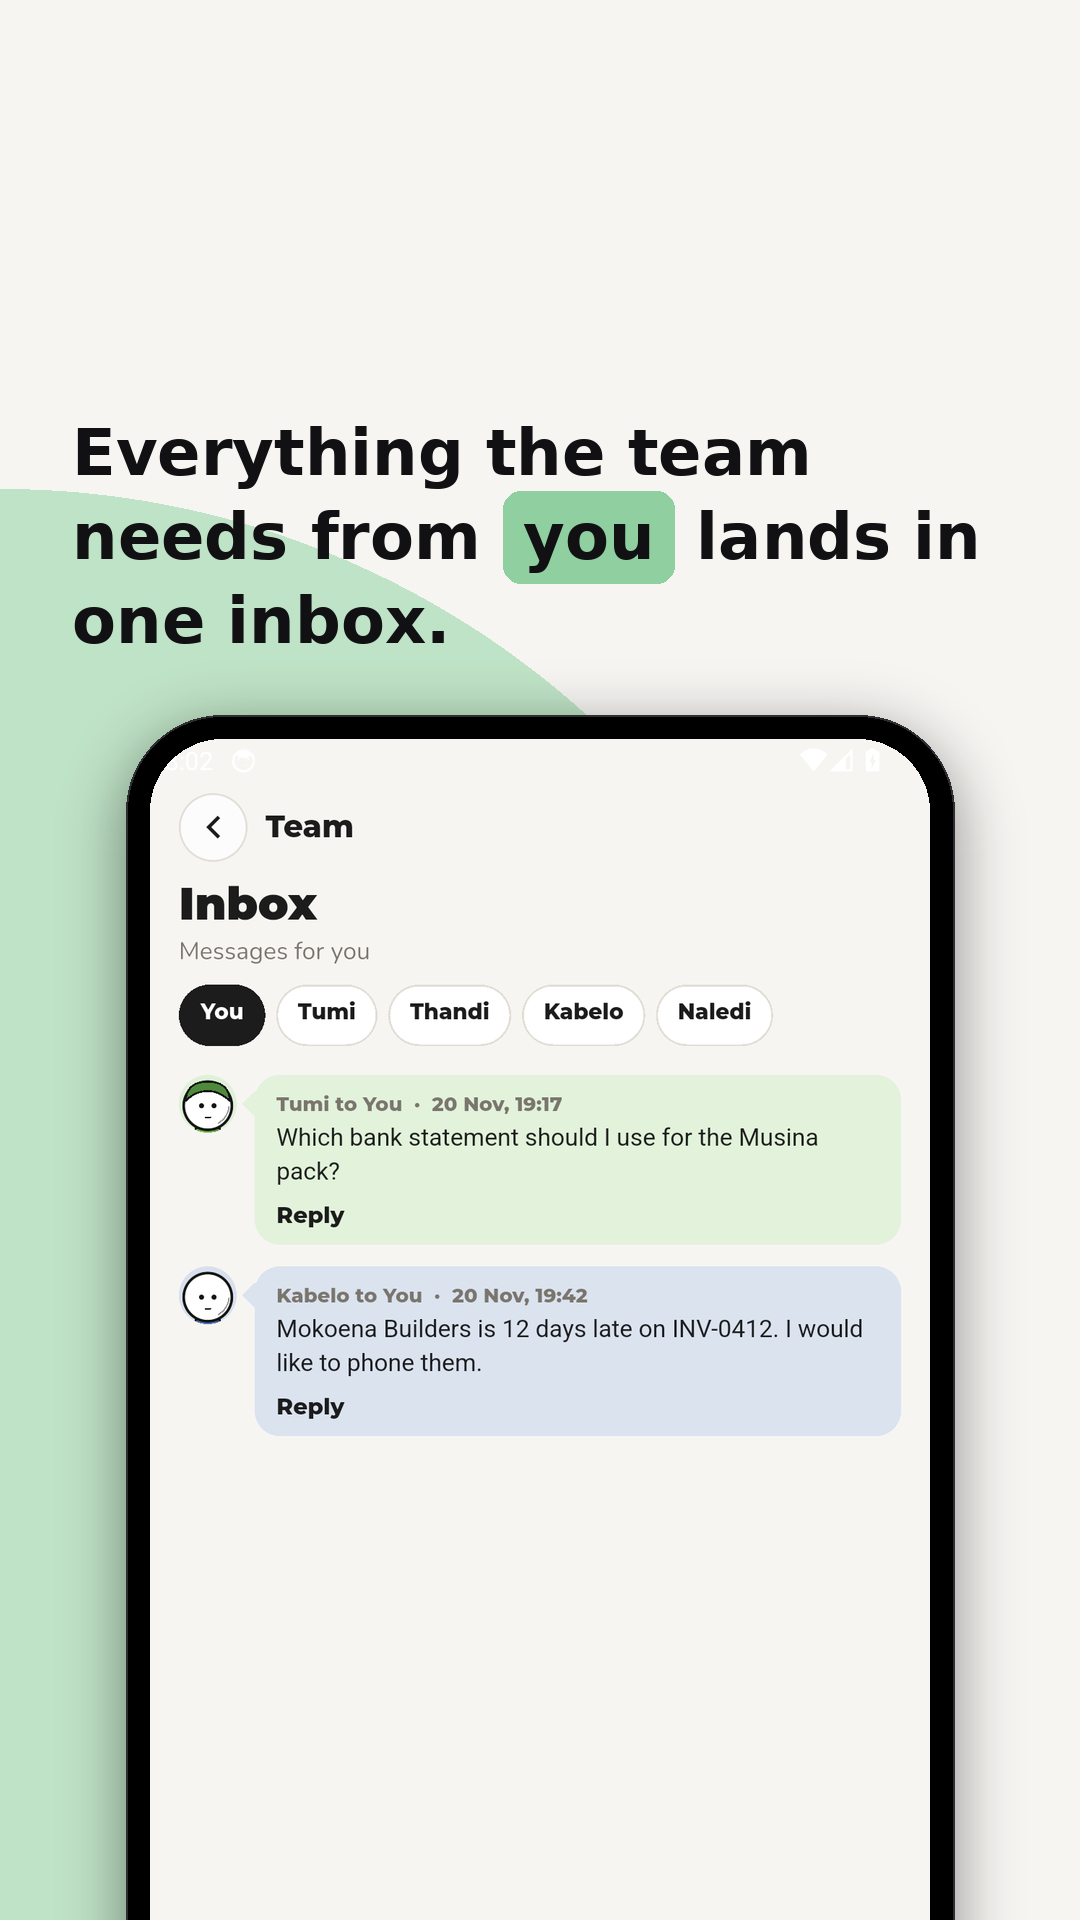 Everything the team
needs from you lands in
one inbox.
:02
Team
Inbox
Messages for you
You Tumi Thandi Kabelo Naledi
Tumi to You · 20 Nov, 19:17
Which bank statement should I use for the Musina
pack?
Reply
Kabelo to You · 20 Nov, 19:42
Mokoena Builders is 12 days late on INV-0412. I would
like to phone them.
Reply